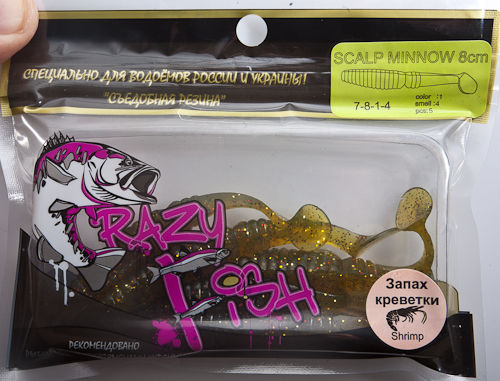 SCALP MINNOW 8cm
7-8-1-4
color :1
smell :4
pcs: 5
СПЕЦИАЛЬНО ДЛЯ ВОДОЁМОВ РОССИИ И УКРАИНЫ!
"СЪЕДОБНАЯ РЕЗИНА"
CRAZY
FISH
Запах
креветки
Shrimp
РЕКОМЕНДОВАНО